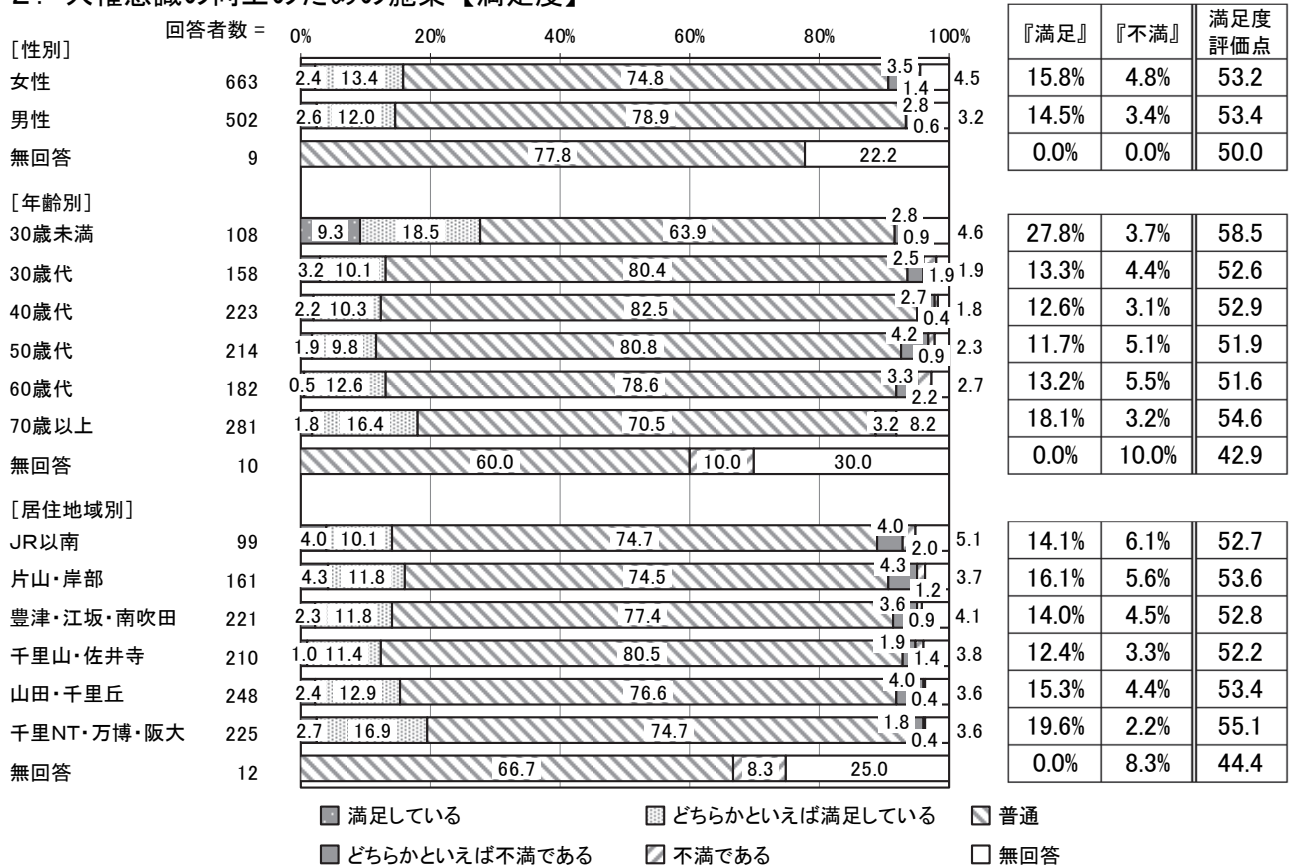 2. 人権意識の向上のための施策【満足度】
回答者数 = 0% 20% 40% 60% 80% 100% 『満足』 『不満』 満足度評価点
[性別]
女性 663 2.4 13.4 74.8 3.5 1.4 4.5 15.8% 4.8% 53.2
男性 502 2.6 12.0 78.9 2.8 0.6 3.2 14.5% 3.4% 53.4
無回答 9 77.8 22.2 0.0% 0.0% 50.0
[年齢別]
30歳未満 108 9.3 18.5 63.9 2.8 0.9 4.6 27.8% 3.7% 58.5
30歳代 158 3.2 10.1 80.4 2.5 1.9 1.9 13.3% 4.4% 52.6
40歳代 223 2.2 10.3 82.5 2.7 0.4 1.8 12.6% 3.1% 52.9
50歳代 214 1.9 9.8 80.8 4.2 0.9 2.3 11.7% 5.1% 51.9
60歳代 182 0.5 12.6 78.6 3.3 2.2 2.7 13.2% 5.5% 51.6
70歳以上 281 1.8 16.4 70.5 3.2 8.2 18.1% 3.2% 54.6
無回答 10 60.0 10.0 30.0 0.0% 10.0% 42.9
[居住地域別]
JR以南 99 4.0 10.1 74.7 4.0 2.0 5.1 14.1% 6.1% 52.7
片山・岸部 161 4.3 11.8 74.5 4.3 1.2 3.7 16.1% 5.6% 53.6
豊津・江坂・南吹田 221 2.3 11.8 77.4 3.6 0.9 4.1 14.0% 4.5% 52.8
千里山・佐井寺 210 1.0 11.4 80.5 1.9 1.4 3.8 12.4% 3.3% 52.2
山田・千里丘 248 2.4 12.9 76.6 4.0 0.4 3.6 15.3% 4.4% 53.4
千里NT・万博・阪大 225 2.7 16.9 74.7 1.8 0.4 3.6 19.6% 2.2% 55.1
無回答 12 66.7 8.3 25.0 0.0% 8.3% 44.4
満足している どちらかといえば満足している 普通
どちらかといえば不満である 不満である 無回答